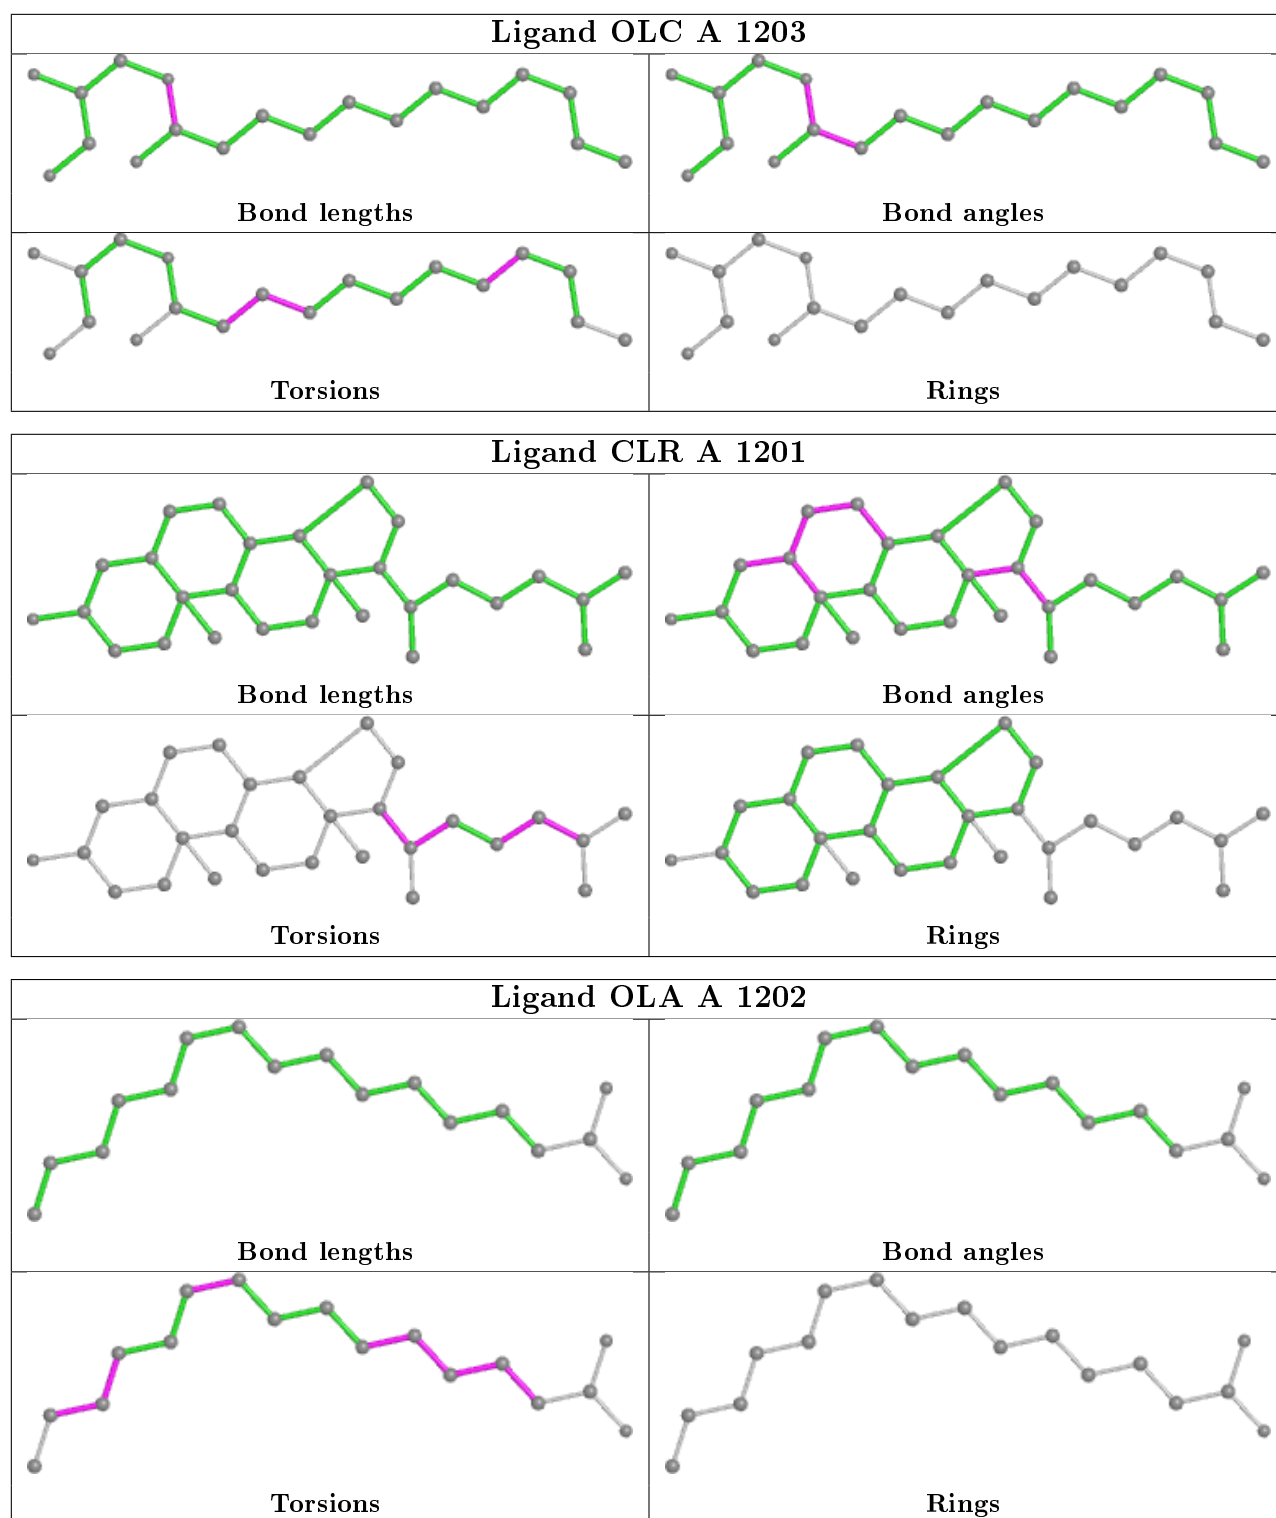 Ligand OLC A 1203
Bond lengths
Bond angles
Torsions
Rings
Ligand CLR A 1201
Bond lengths
Bond angles
Torsions
Rings
Ligand OLA A 1202
Bond lengths
Bond angles
Torsions
Rings